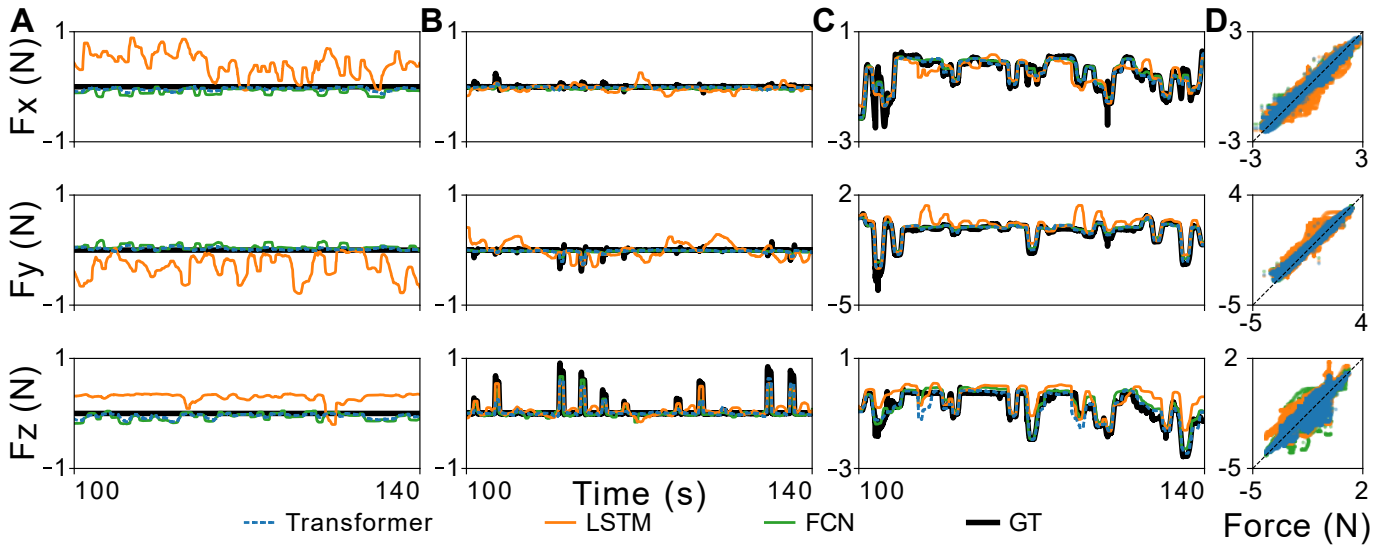 A B C D
Fx (N) 1 −1 1 −1 1 −3 3 -3 -3 3
Fy (N) 1 −1 1 −1 2 −5 4 -5 -5 4
Fz (N) 1 −1 1 −1 1 −3 2 -5 -5 2
100 140 100 140 100 140
Time (s) Force (N)
Transformer LSTM FCN GT